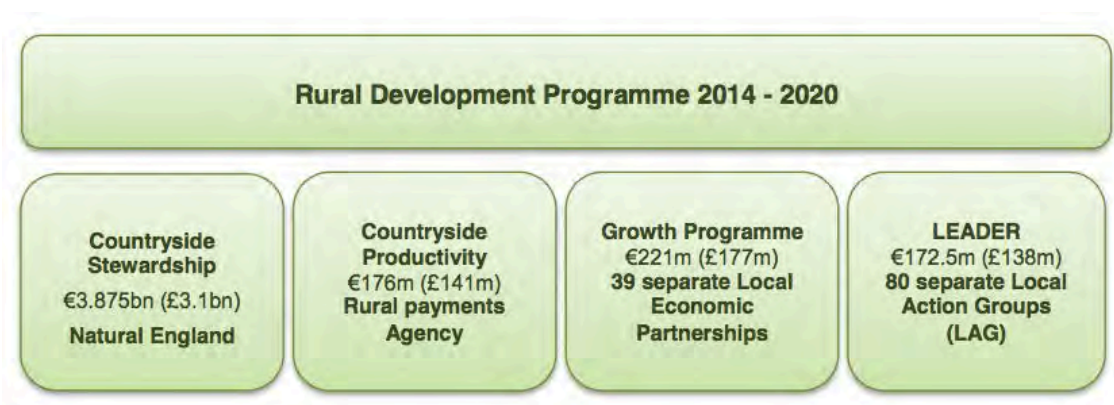 Rural Development Programme 2014 - 2020
Countryside
Stewardship
€3.875bn (£3.1bn)
Natural England
Countryside
Productivity
€176m (£141m)
Rural payments
Agency
Growth Programme
€221m (£177m)
39 separate Local
Economic
Partnerships
LEADER
€172.5m (£138m)
80 separate Local
Action Groups
(LAG)